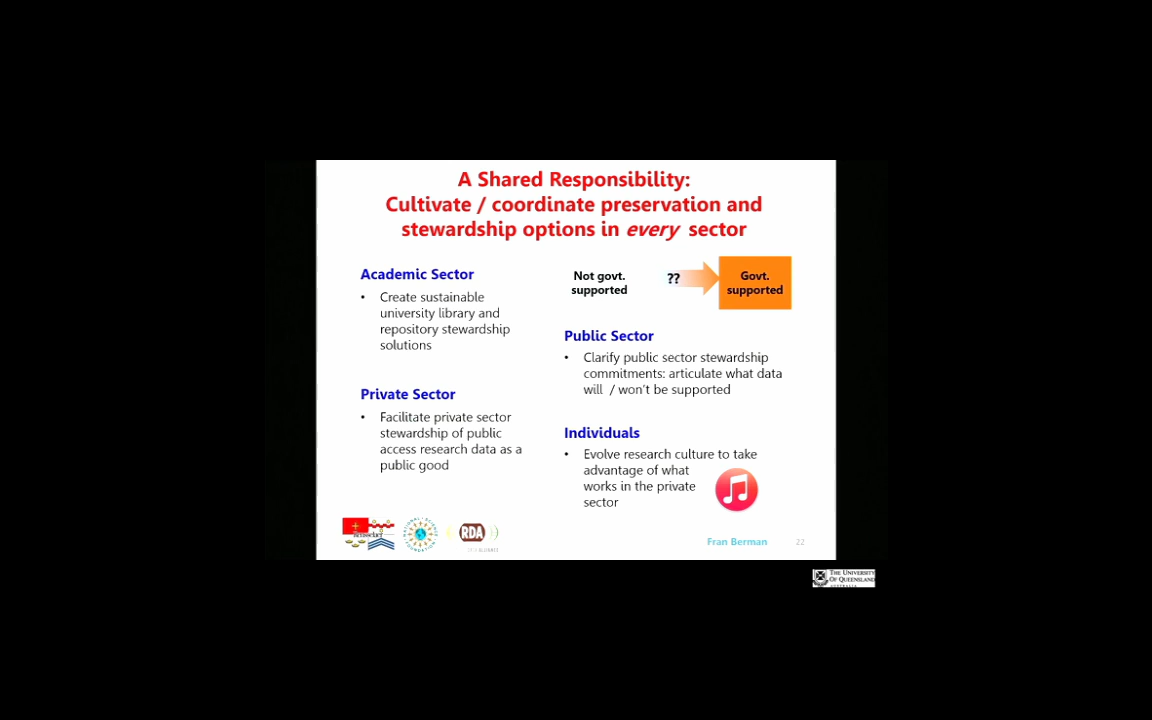 A Shared Responsibility:
Cultivate / coordinate preservation and
stewardship options in every sector
Academic Sector
• Create sustainable
university library and
repository stewardship
solutions
Private Sector
• Facilitate private sector
stewardship of public
access research data as a
public good
Not govt.
supported
??
Govt.
supported
Public Sector
• Clarify public sector stewardship
commitments: articulate what data
will / won't be supported
Individuals
• Evolve research culture to take
advantage of what
works in the private
sector
Rensselaer
RDA
Fran Berman
22
THE UNIVERSITY
OF QUEENSLAND
AUSTRALIA